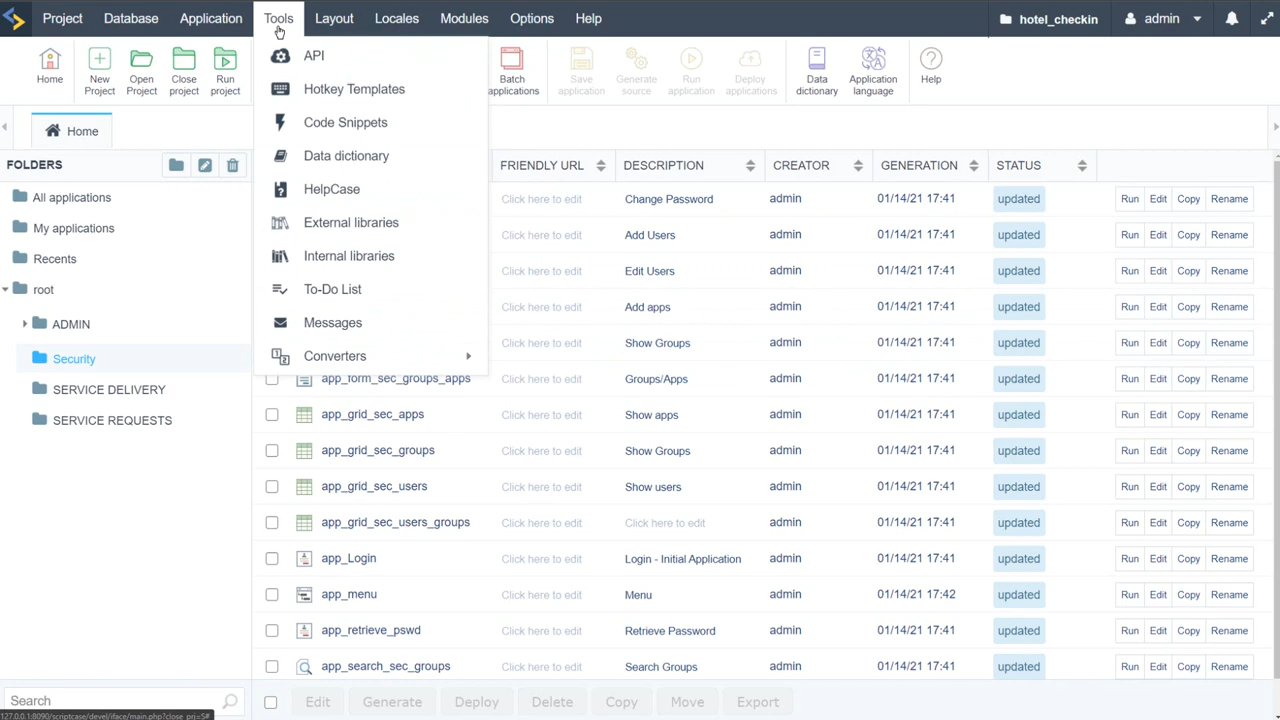 Project Database Application Tools Layout Locales Modules Options Help hotel_checkin admin
Home
New Project
Open Project
Close project
Run project
Batch applications
Save application
Generate source
Run application
Deploy applications
Data dictionary
Application language
Help
API
Hotkey Templates
Code Snippets
Data dictionary
HelpCase
External libraries
Internal libraries
To-Do List
Messages
Converters
Home
FOLDERS
All applications
My applications
Recents
root
ADMIN
Security
SERVICE DELIVERY
SERVICE REQUESTS
Search
FRIENDLY URL DESCRIPTION CREATOR GENERATION STATUS
Click here to edit Change Password admin 01/14/21 17:41 updated Run Edit Copy Rename
Click here to edit Add Users admin 01/14/21 17:41 updated Run Edit Copy Rename
Click here to edit Edit Users admin 01/14/21 17:41 updated Run Edit Copy Rename
Click here to edit Add apps admin 01/14/21 17:41 updated Run Edit Copy Rename
Click here to edit Show Groups admin 01/14/21 17:41 updated Run Edit Copy Rename
app_form_sec_groups_apps Click here to edit Groups/Apps admin 01/14/21 17:41 updated Run Edit Copy Rename
app_grid_sec_apps Click here to edit Show apps admin 01/14/21 17:41 updated Run Edit Copy Rename
app_grid_sec_groups Click here to edit Show Groups admin 01/14/21 17:41 updated Run Edit Copy Rename
app_grid_sec_users Click here to edit Show users admin 01/14/21 17:41 updated Run Edit Copy Rename
app_grid_sec_users_groups Click here to edit Click here to edit admin 01/14/21 17:41 updated Run Edit Copy Rename
app_Login Click here to edit Login - Initial Application admin 01/14/21 17:41 updated Run Edit Copy Rename
app_menu Click here to edit Menu admin 01/14/21 17:42 updated Run Edit Copy Rename
app_retrieve_pswd Click here to edit Retrieve Password admin 01/14/21 17:41 updated Run Edit Copy Rename
app_search_sec_groups Click here to edit Search Groups admin 01/14/21 17:41 updated Run Edit Copy Rename
Edit Generate Deploy Delete Copy Move Export
127.0.0.1:8090/scriptcase/devel/iface/main.php?close_prj=S#